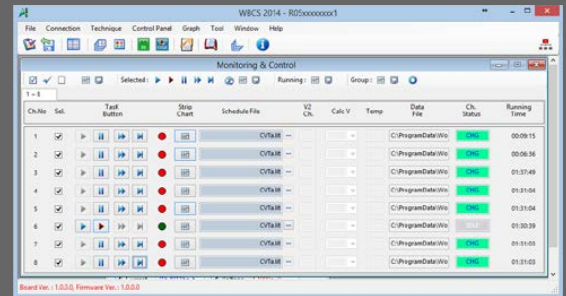 WBCS 2014 - R05xxxxxxx1
File Connection Technique Control Panel Graph Tool Window Help
Monitoring & Control
Selected: Running: Group:
1 ~ 8
Ch.No Sel. Task Button Strip Chart Schedule File V2 Ch. Calc V Temp Data File Ch. Status Running Time
1 CVTa.lit C:\ProgramData\Wo CHG 00:09:15
2 CVTa.lit C:\ProgramData\Wo CHG 00:06:36
3 CVTa.lit C:\ProgramData\Wo CHG 01:37:49
4 CVTa.lit C:\ProgramData\Wo CHG 01:31:04
5 CVTa.lit C:\ProgramData\Wo CHG 01:31:04
6 CVTa.lit C:\ProgramData\Wo 01:30:39
7 CVTa.lit C:\ProgramData\Wo CHG 01:31:03
8 CVTa.lit C:\ProgramData\Wo CHG 01:31:03
Board Ver. : 1.0.3.0, Firmware Ver. : 1.0.0.0